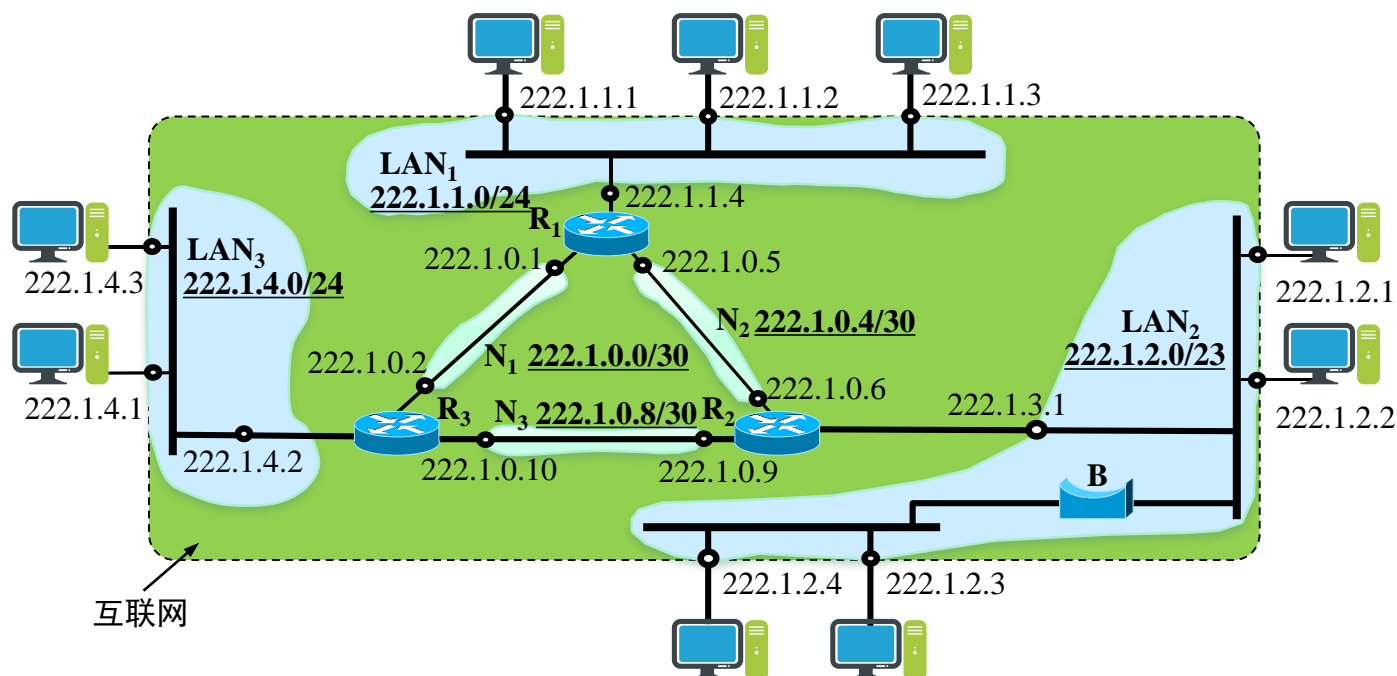 222.1.1.1
222.1.1.2
222.1.1.3
LAN₁
222.1.1.0/24
222.1.1.4
R₁
LAN₃
222.1.4.0/24
222.1.4.3
222.1.0.1
222.1.0.5
222.1.2.1
N₂ 222.1.0.4/30
LAN₂
222.1.2.0/23
222.1.0.2
N₁ 222.1.0.0/30
222.1.4.1
222.1.0.6
222.1.3.1
222.1.2.2
R₃
N₃ 222.1.0.8/30
R₂
222.1.4.2
222.1.0.10
222.1.0.9
B
222.1.2.4
222.1.2.3
互联网